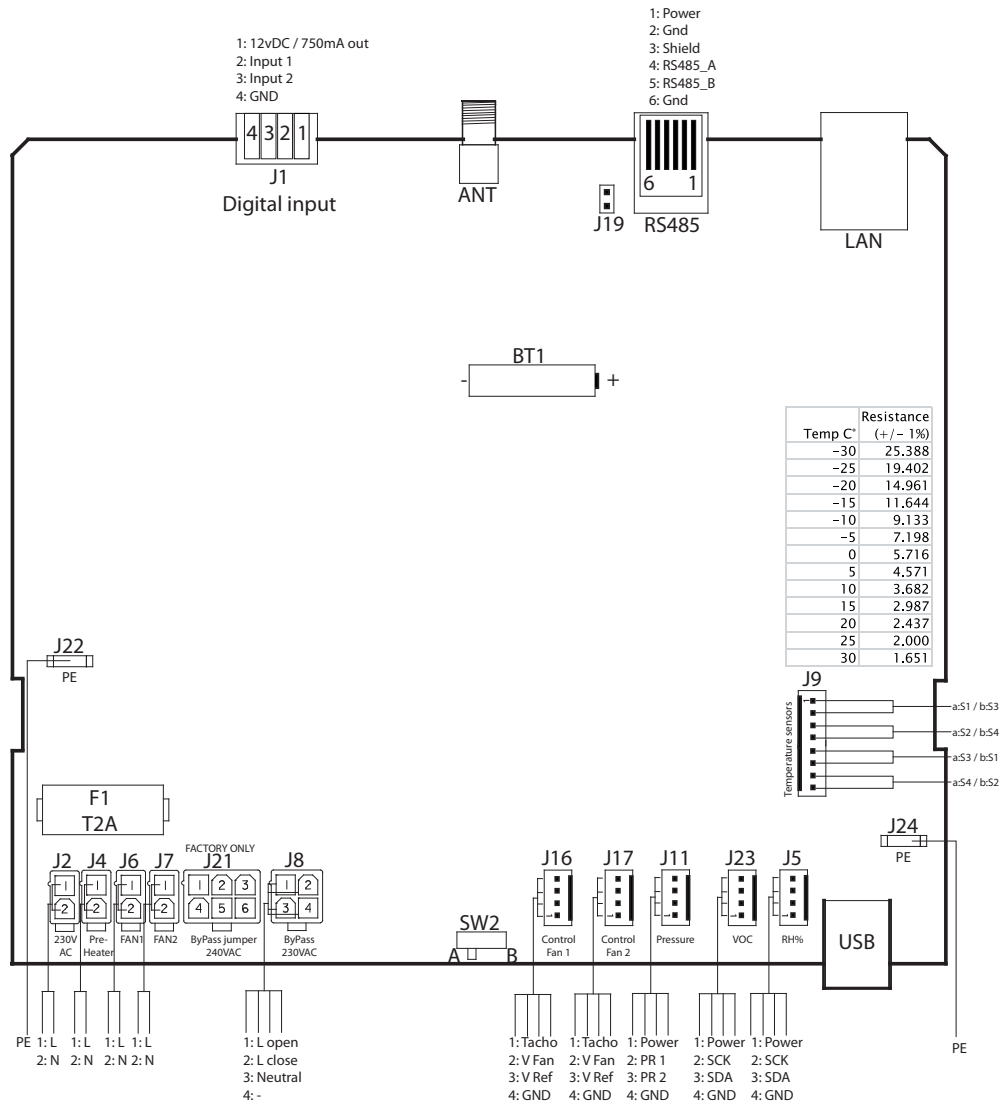 1: 12vDC / 750mA out
2: Input 1
3: Input 2
4: GND
1: Power
2: Gnd
3: Shield
4: RS485_A
5: RS485_B
6: Gnd
4 3 2 1
J1
Digital input
ANT
J19
6 1
RS485
LAN
BT1
- +
Temp C° Resistance (+/- 1%)
-30 25.388
-25 19.402
-20 14.961
-15 11.644
-10 9.133
-5 7.198
0 5.716
5 4.571
10 3.682
15 2.987
20 2.437
25 2.000
30 1.651
J22
PE
J9
1
Temperature sensors
a:S1 / b:S3
a:S2 / b:S4
a:S3 / b:S1
a:S4 / b:S2
F1
T2A
J24
PE
J2
1
2
230V
AC
J4
1
2
Pre-
Heater
J6
1
2
FAN1
J7
1
2
FAN2
FACTORY ONLY
J21
1 2 3
4 5 6
ByPass jumper
240VAC
J8
1 2
3 4
ByPass
230VAC
SW2
A B
J16
1
Control
Fan 1
J17
1
Control
Fan 2
J11
1
Pressure
J23
1
VOC
J5
1
RH%
USB
PE
1: L
2: N
1: L
2: N
1: L
2: N
1: L
2: N
1: L open
2: L close
3: Neutral
4: -
1: Tacho
2: V Fan
3: V Ref
4: GND
1: Tacho
2: V Fan
3: V Ref
4: GND
1: Power
2: PR 1
3: PR 2
4: GND
1: Power
2: SCK
3: SDA
4: GND
1: Power
2: SCK
3: SDA
4: GND
PE